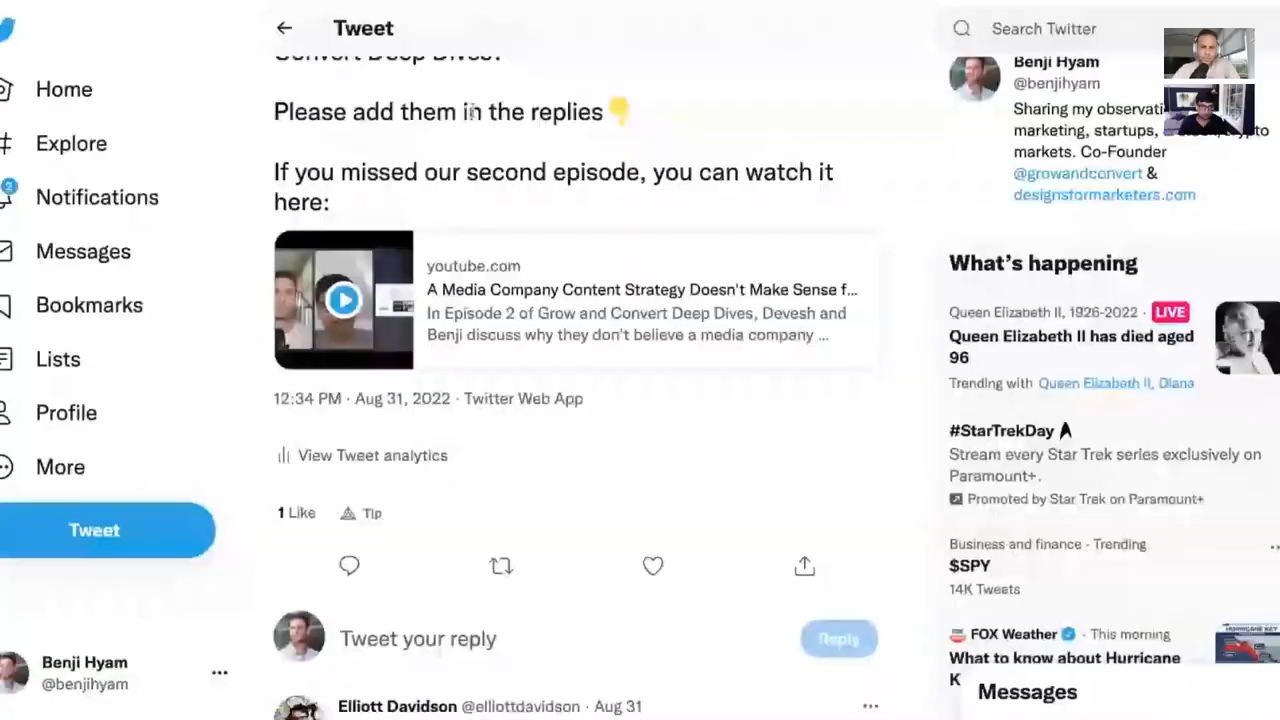 Tweet
Search Twitter
Convert Deep Dives?
Please add them in the replies👇
If you missed our second episode, you can watch it
here:
youtube.com
A Media Company Content Strategy Doesn't Make Sense f...
In Episode 2 of Grow and Convert Deep Dives, Devesh and
Benji discuss why they don't believe a media company ...
12:34 PM · Aug 31, 2022 · Twitter Web App
View Tweet analytics
1 Like
Tip
Tweet your reply
Reply
Elliott Davidson @elliottdavidson · Aug 31
Home
Explore
2
Notifications
Messages
Bookmarks
Lists
Profile
More
Tweet
Benji Hyam
@benjihyam
Benji Hyam
@benjihyam
Sharing my observati
marketing, startups,
markets. Co-Founder
@growandconvert &
designsformarketers.com
What's happening
Queen Elizabeth II, 1926-2022 · LIVE
Queen Elizabeth II has died aged
96
Trending with Queen Elizabeth II, Diana
#StarTrekDay
Stream every Star Trek series exclusively on
Paramount+.
Promoted by Star Trek on Paramount+
Business and finance · Trending
$SPY
14K Tweets
FOX Weather · This morning
What to know about Hurricane
K
Messages